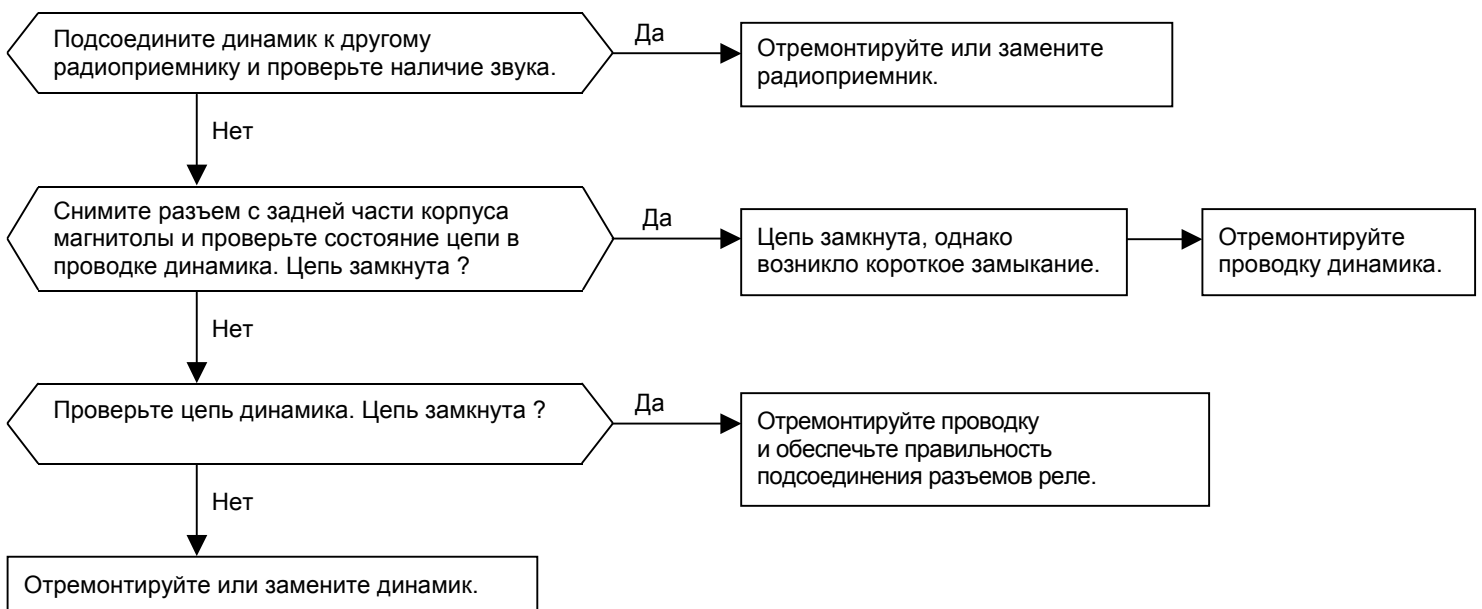 Подсоедините динамик к другому
радиоприемнику и проверьте наличие звука.
Да
Отремонтируйте или замените
радиоприемник.
Нет
Снимите разъем с задней части корпуса
магнитолы и проверьте состояние цепи в
проводке динамика. Цепь замкнута ?
Да
Цепь замкнута, однако
возникло короткое замыкание.
Отремонтируйте
проводку динамика.
Нет
Проверьте цепь динамика. Цепь замкнута ?
Да
Отремонтируйте проводку
и обеспечьте правильность
подсоединения разъемов реле.
Нет
Отремонтируйте или замените динамик.